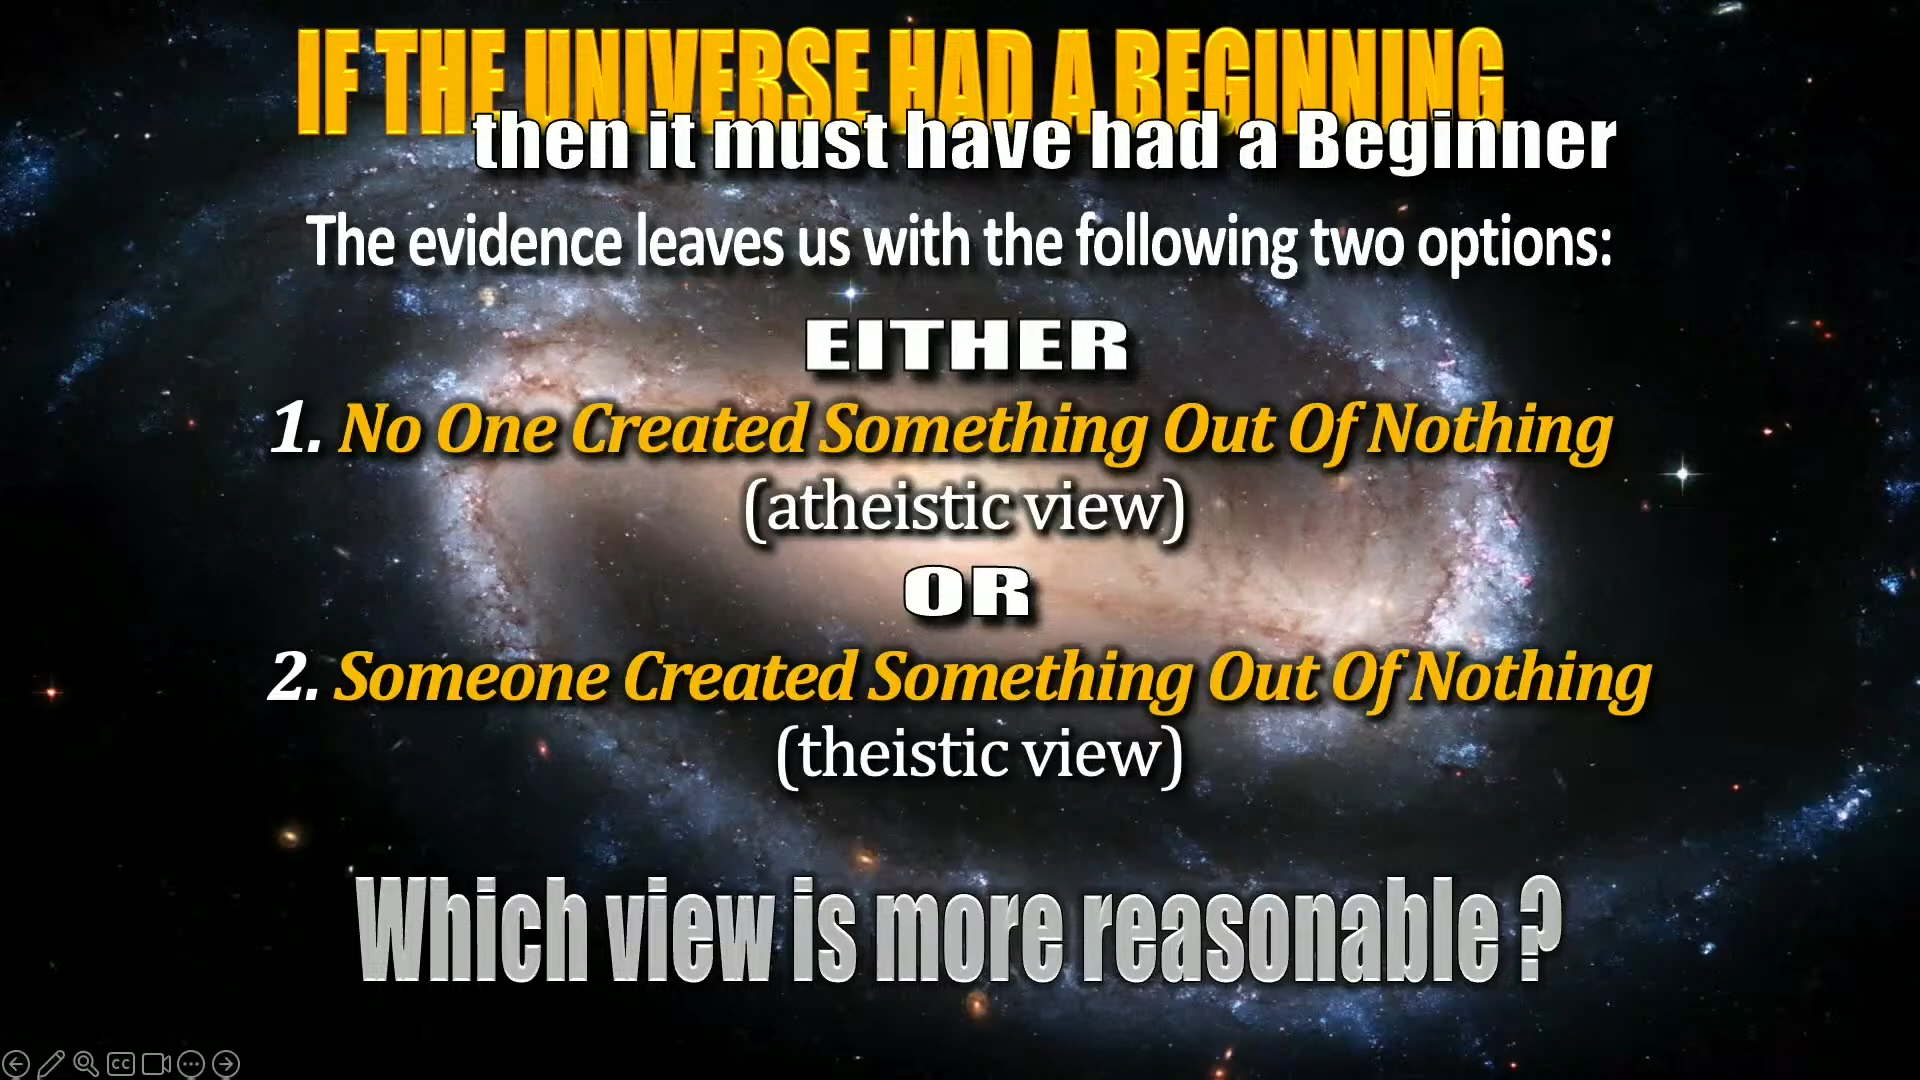 IF THE UNIVERSE HAD A BEGINNING
then it must have had a Beginner
The evidence leaves us with the following two options:
EITHER
1. No One Created Something Out Of Nothing
(atheistic view)
OR
2. Someone Created Something Out Of Nothing
(theistic view)
Which view is more reasonable ?
CC